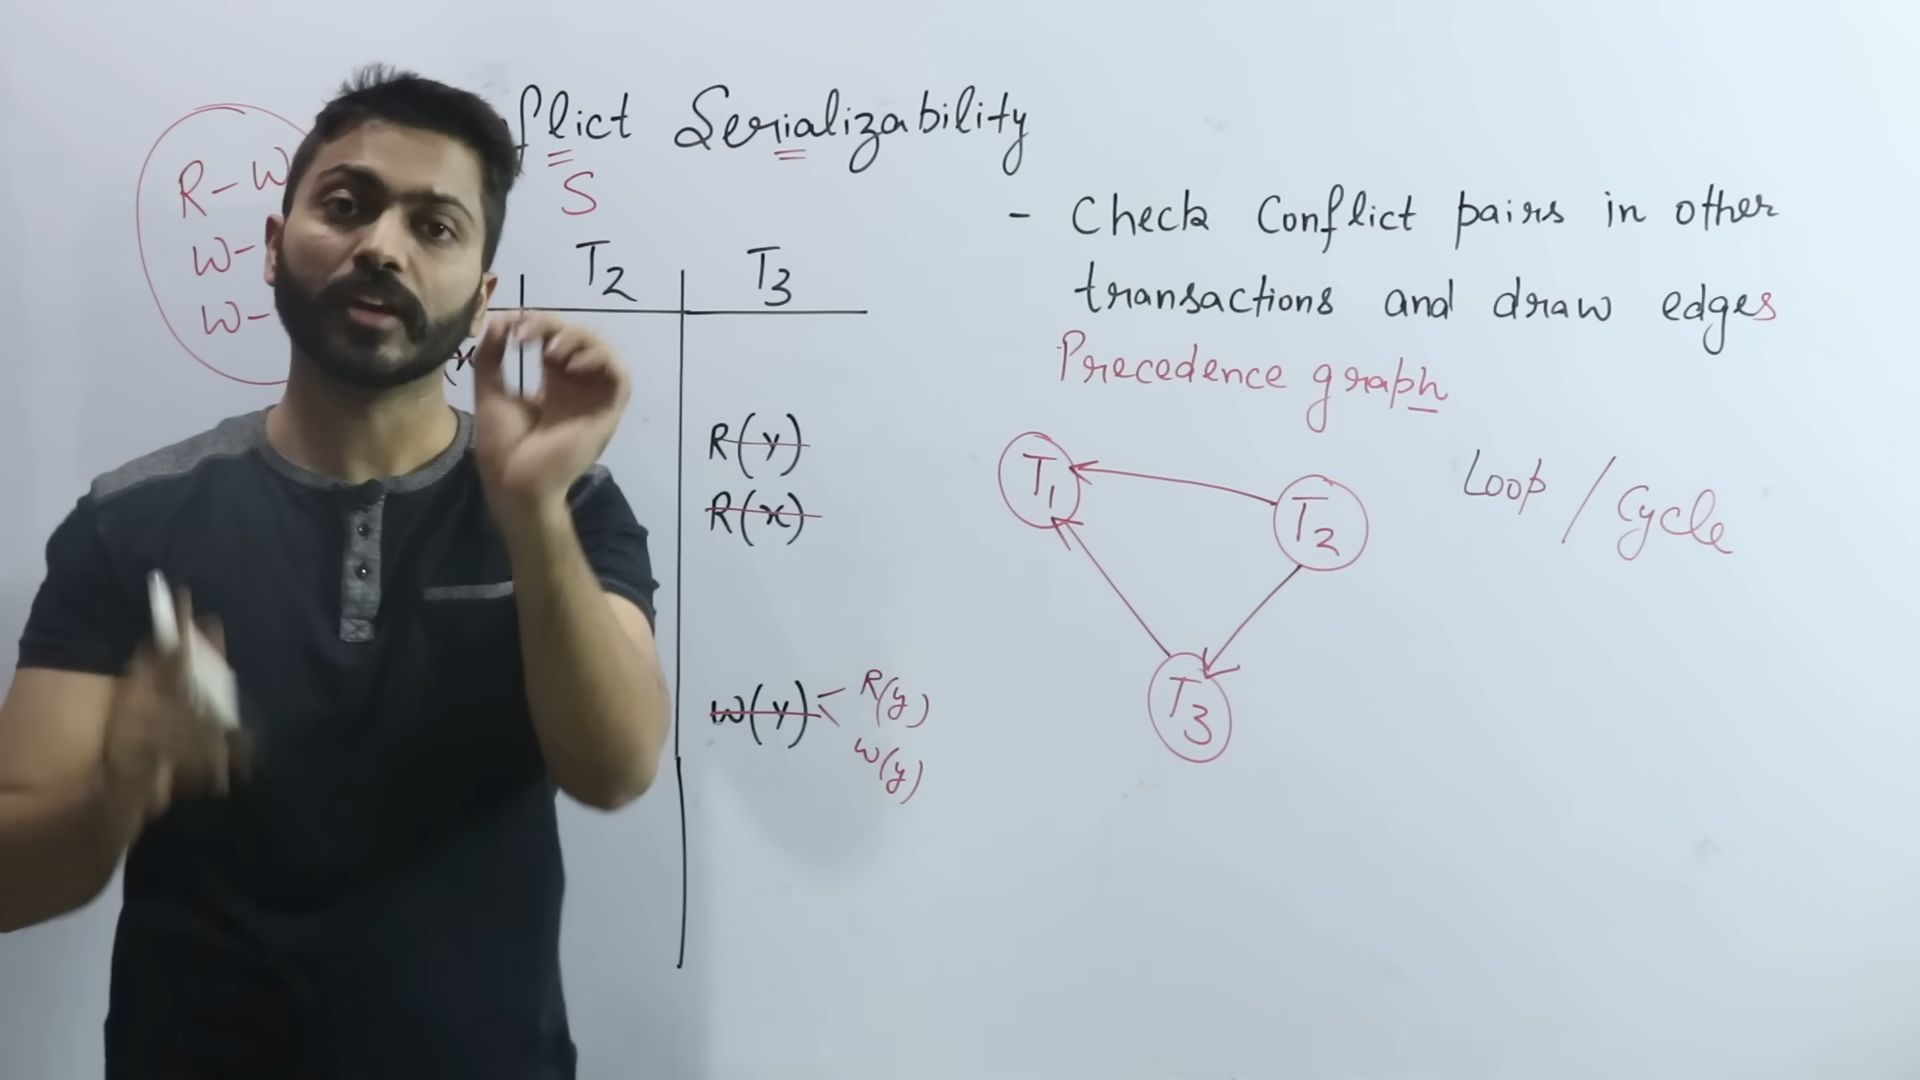 flict Serializability
R-W
W-
W-
S
T2
T3
R(y)
R(x)
W(y)
R(y)
W(y)
- Check Conflict pairs in other
transactions and draw edges
Precedence graph
T1
T2
T3
Loop / Cycle